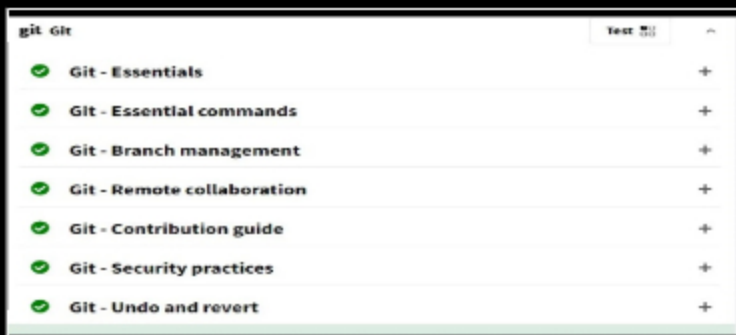 git Git Test
Git - Essentials
Git - Essential commands
Git - Branch management
Git - Remote collaboration
Git - Contribution guide
Git - Security practices
Git - Undo and revert